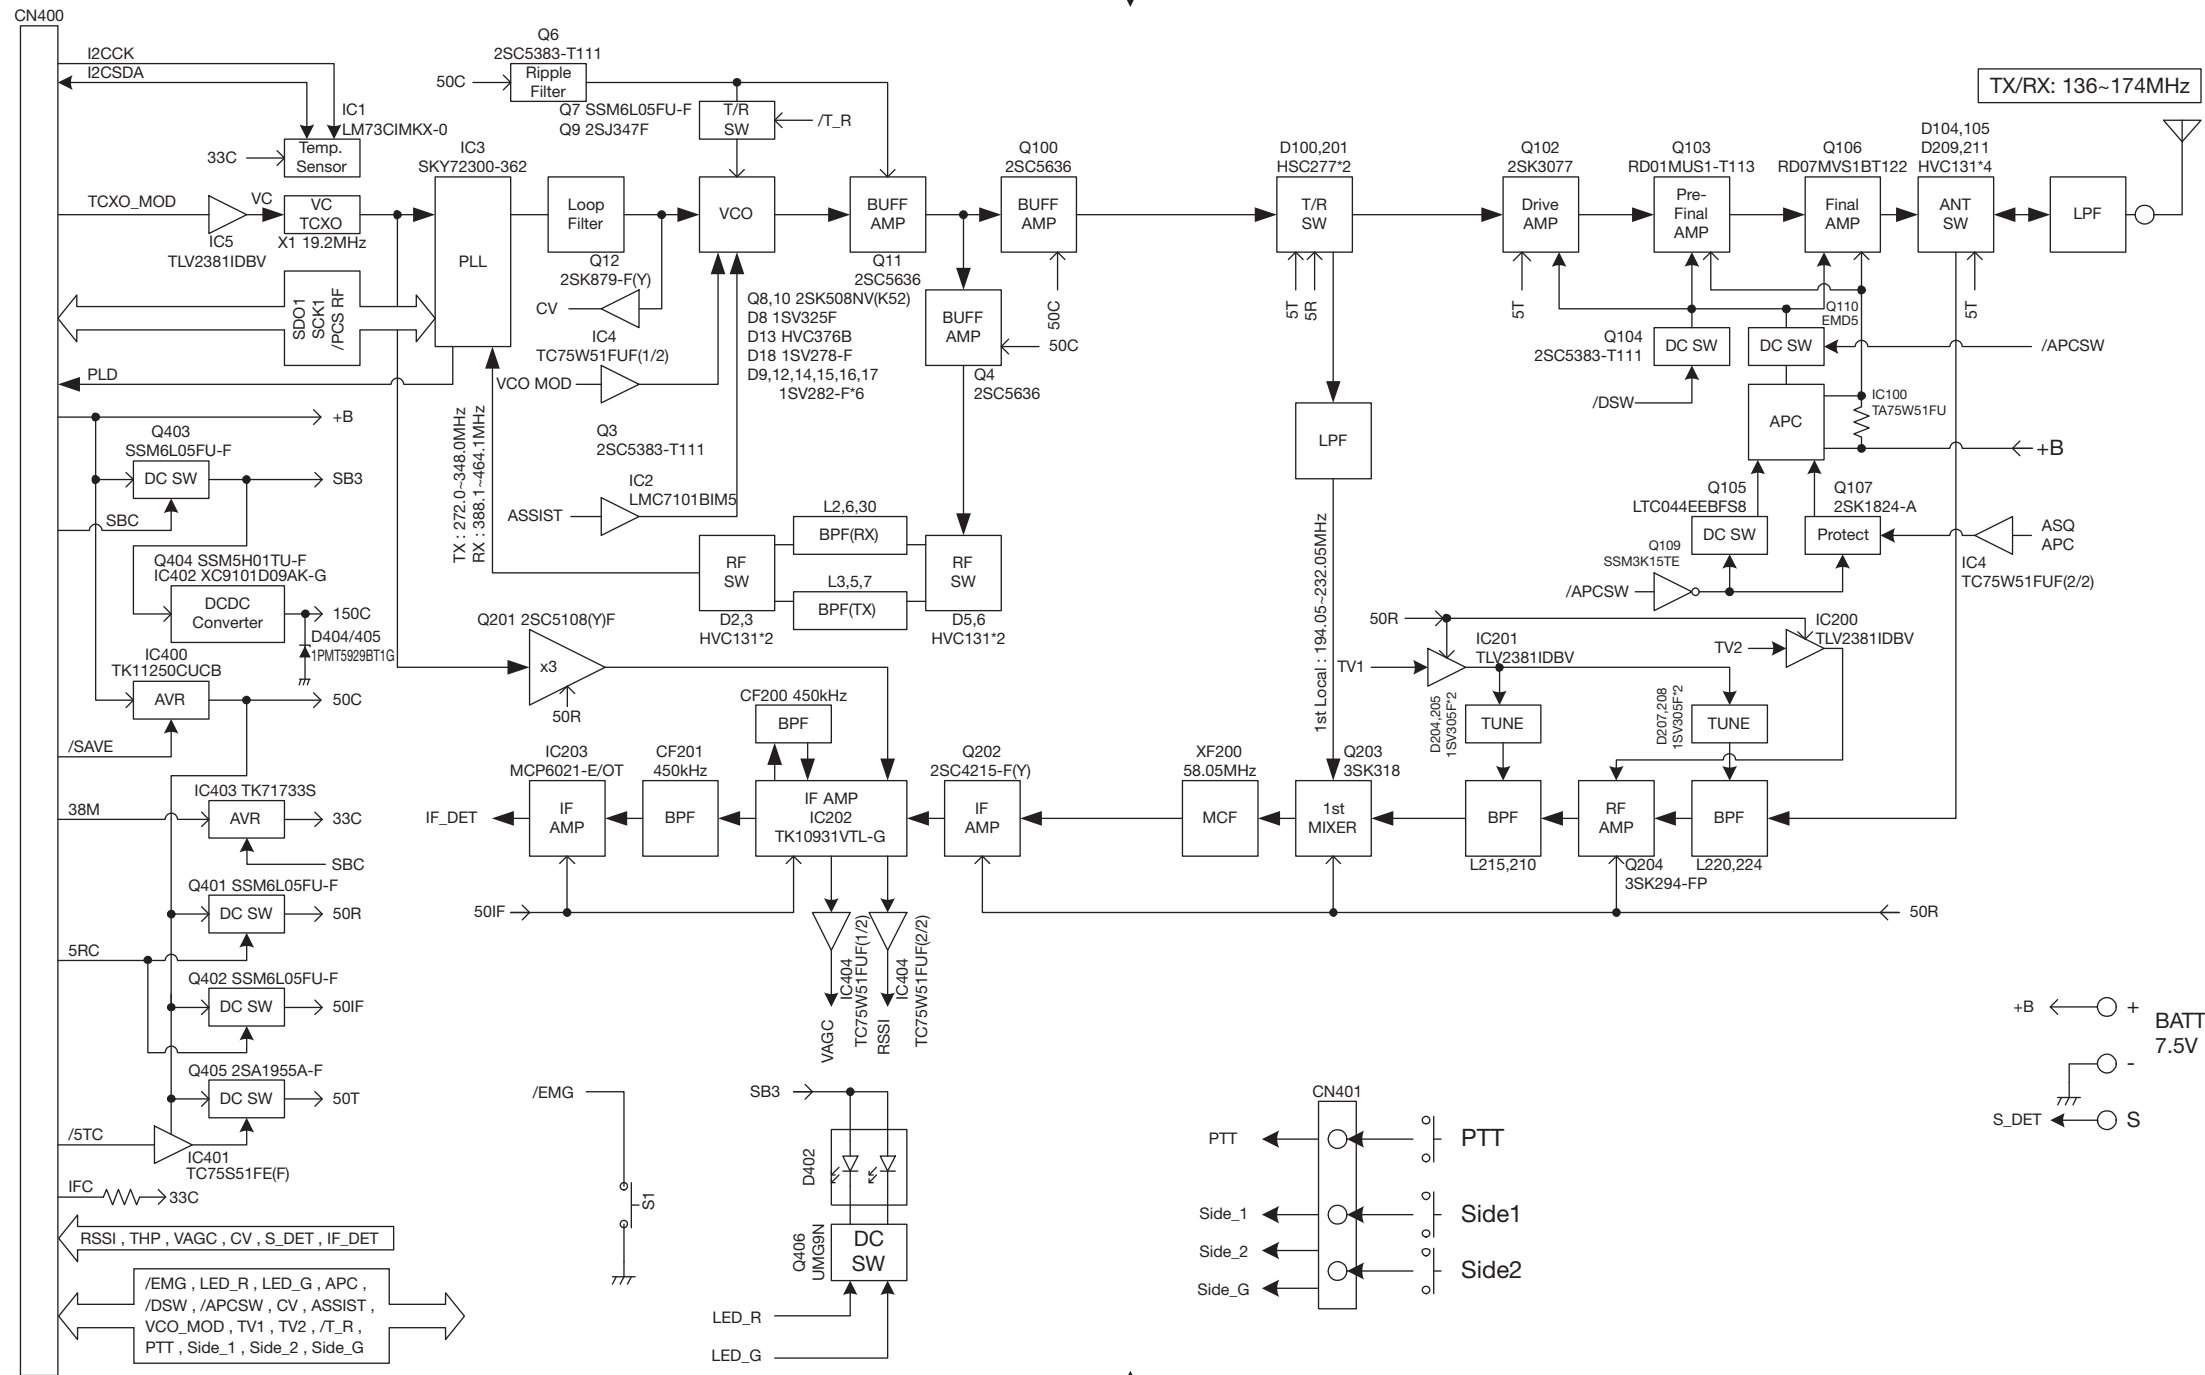 CN400
I2CCK
I2CSDA
IC1
LM73CIMKX-0
33C
Temp.
Sensor
TCXO_MOD
IC5
TLV2381IDBV
VC
VC
TCXO
X1 19.2MHz
SDO1
SCK1
/PCS RF
PLD
IC3
SKY72300-362
PLL
TX : 272.0~348.0MHz
RX : 388.1~464.1MHz
Q6
2SC5383-T111
50C
Ripple
Filter
Q7 SSM6L05FU-F
Q9 2SJ347F
T/R
SW
/T_R
Loop
Filter
Q12
2SK879-F(Y)
CV
IC4
TC75W51FUF(1/2)
VCO MOD
Q3
2SC5383-T111
IC2
LMC7101BIM5
ASSIST
VCO
Q8,10 2SK508NV(K52)
D8 1SV325F
D13 HVC376B
D18 1SV278-F
D9,12,14,15,16,17
1SV282-F*6
BUFF
AMP
Q11
2SC5636
BUFF
AMP
50C
Q4
2SC5636
Q100
2SC5636
BUFF
AMP
50C
L2,6,30
BPF(RX)
L3,5,7
BPF(TX)
RF
SW
D2,3
HVC131*2
RF
SW
D5,6
HVC131*2
D100,201
HSC277*2
T/R
SW
5T
5R
LPF
1st Local : 194.05~232.05MHz
Q102
2SK3077
Drive
AMP
5T
Q103
RD01MUS1-T113
Pre-
Final
AMP
Q106
RD07MVS1BT122
Final
AMP
D104,105
D209,211
HVC131*4
ANT
SW
5T
LPF
TX/RX: 136~174MHz
Q104
2SC5383-T111
DC SW
/DSW
Q110
EMD5
DC SW
/APCSW
APC
IC100
TA75W51FU
+B
Q105
LTC044EEBFS8
DC SW
Q107
2SK1824-A
Protect
ASQ
APC
IC4
TC75W51FUF(2/2)
Q109
SSM3K15TE
/APCSW
50R
IC201
TLV2381IDBV
TV1
IC200
TLV2381IDBV
TV2
D204,205
1SV305F*2
TUNE
D207,208
1SV305F*2
TUNE
+B
Q403
SSM6L05FU-F
DC SW
SB3
SBC
Q404 SSM5H01TU-F
IC402 XC9101D09AK-G
DCDC
Converter
150C
D404/405
1PMT5929BT1G
IC400
TK11250CUCB
AVR
50C
/SAVE
38M
IC403 TK71733S
AVR
33C
SBC
Q401 SSM6L05FU-F
DC SW
50R
5RC
Q402 SSM6L05FU-F
DC SW
50IF
Q405 2SA1955A-F
DC SW
50T
/5TC
IC401
TC75S51FE(F)
IFC
33C
RSSI , THP , VAGC , CV , S_DET , IF_DET
/EMG , LED_R , LED_G , APC ,
/DSW , /APCSW , CV , ASSIST ,
VCO_MOD , TV1 , TV2 , /T_R ,
PTT , Side_1 , Side_2 , Side_G
Q201 2SC5108(Y)F
x3
50R
CF200 450kHz
BPF
IF_DET
IC203
MCP6021-E/OT
IF
AMP
CF201
450kHz
BPF
IF AMP
IC202
TK10931VTL-G
Q202
2SC4215-F(Y)
IF
AMP
XF200
58.05MHz
MCF
Q203
3SK318
1st
MIXER
BPF
L215,210
RF
AMP
Q204
3SK294-FP
BPF
L220,224
50IF
50R
IC404
TC75W51FUF(1/2)
VAGC
IC404
TC75W51FUF(2/2)
RSSI
/EMG
S1
SB3
D402
Q406
UMG9N
DC
SW
LED_R
LED_G
CN401
PTT
PTT
Side_1
Side1
Side_2
Side2
Side_G
+B
+
BATT
7.5V
-
S_DET
S